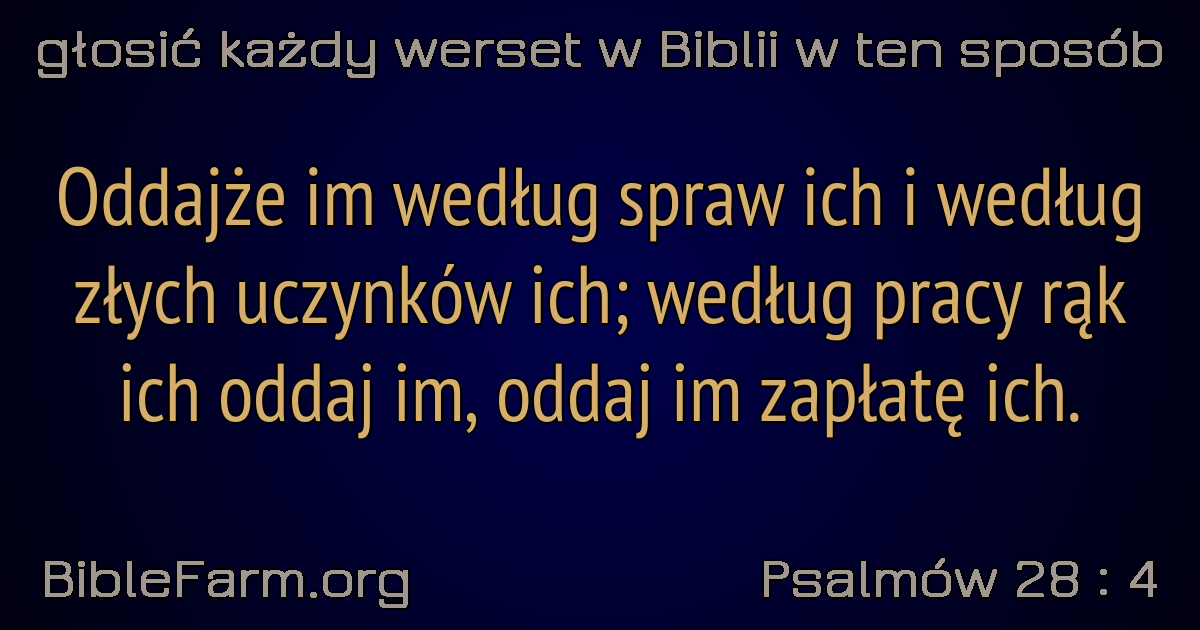 głosić każdy werset w Biblii w ten sposób
Oddajże im według spraw ich i według
złych uczynków ich; według pracy rąk
ich oddaj im, oddaj im zapłatę ich.
BibleFarm.org
Psalmów 28 : 4